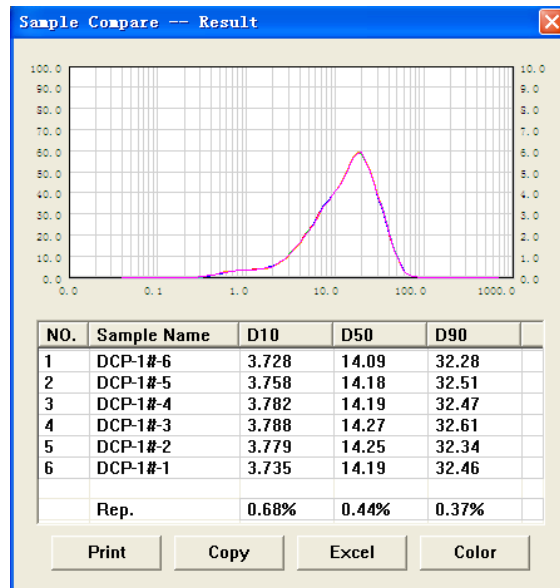 Sample Compare -- Result
100.0 10.0
90.0 9.0
80.0 8.0
70.0 7.0
60.0 6.0
50.0 5.0
40.0 4.0
30.0 3.0
20.0 2.0
10.0 1.0
0.0 0.0
0.0 0.1 1.0 10.0 100.0 1000.0
NO. Sample Name D10 D50 D90
1 DCP-1#-6 3.728 14.09 32.28
2 DCP-1#-5 3.758 14.18 32.51
3 DCP-1#-4 3.782 14.19 32.47
4 DCP-1#-3 3.788 14.27 32.61
5 DCP-1#-2 3.779 14.25 32.34
6 DCP-1#-1 3.735 14.19 32.46
Rep. 0.68% 0.44% 0.37%
Print Copy Excel Color